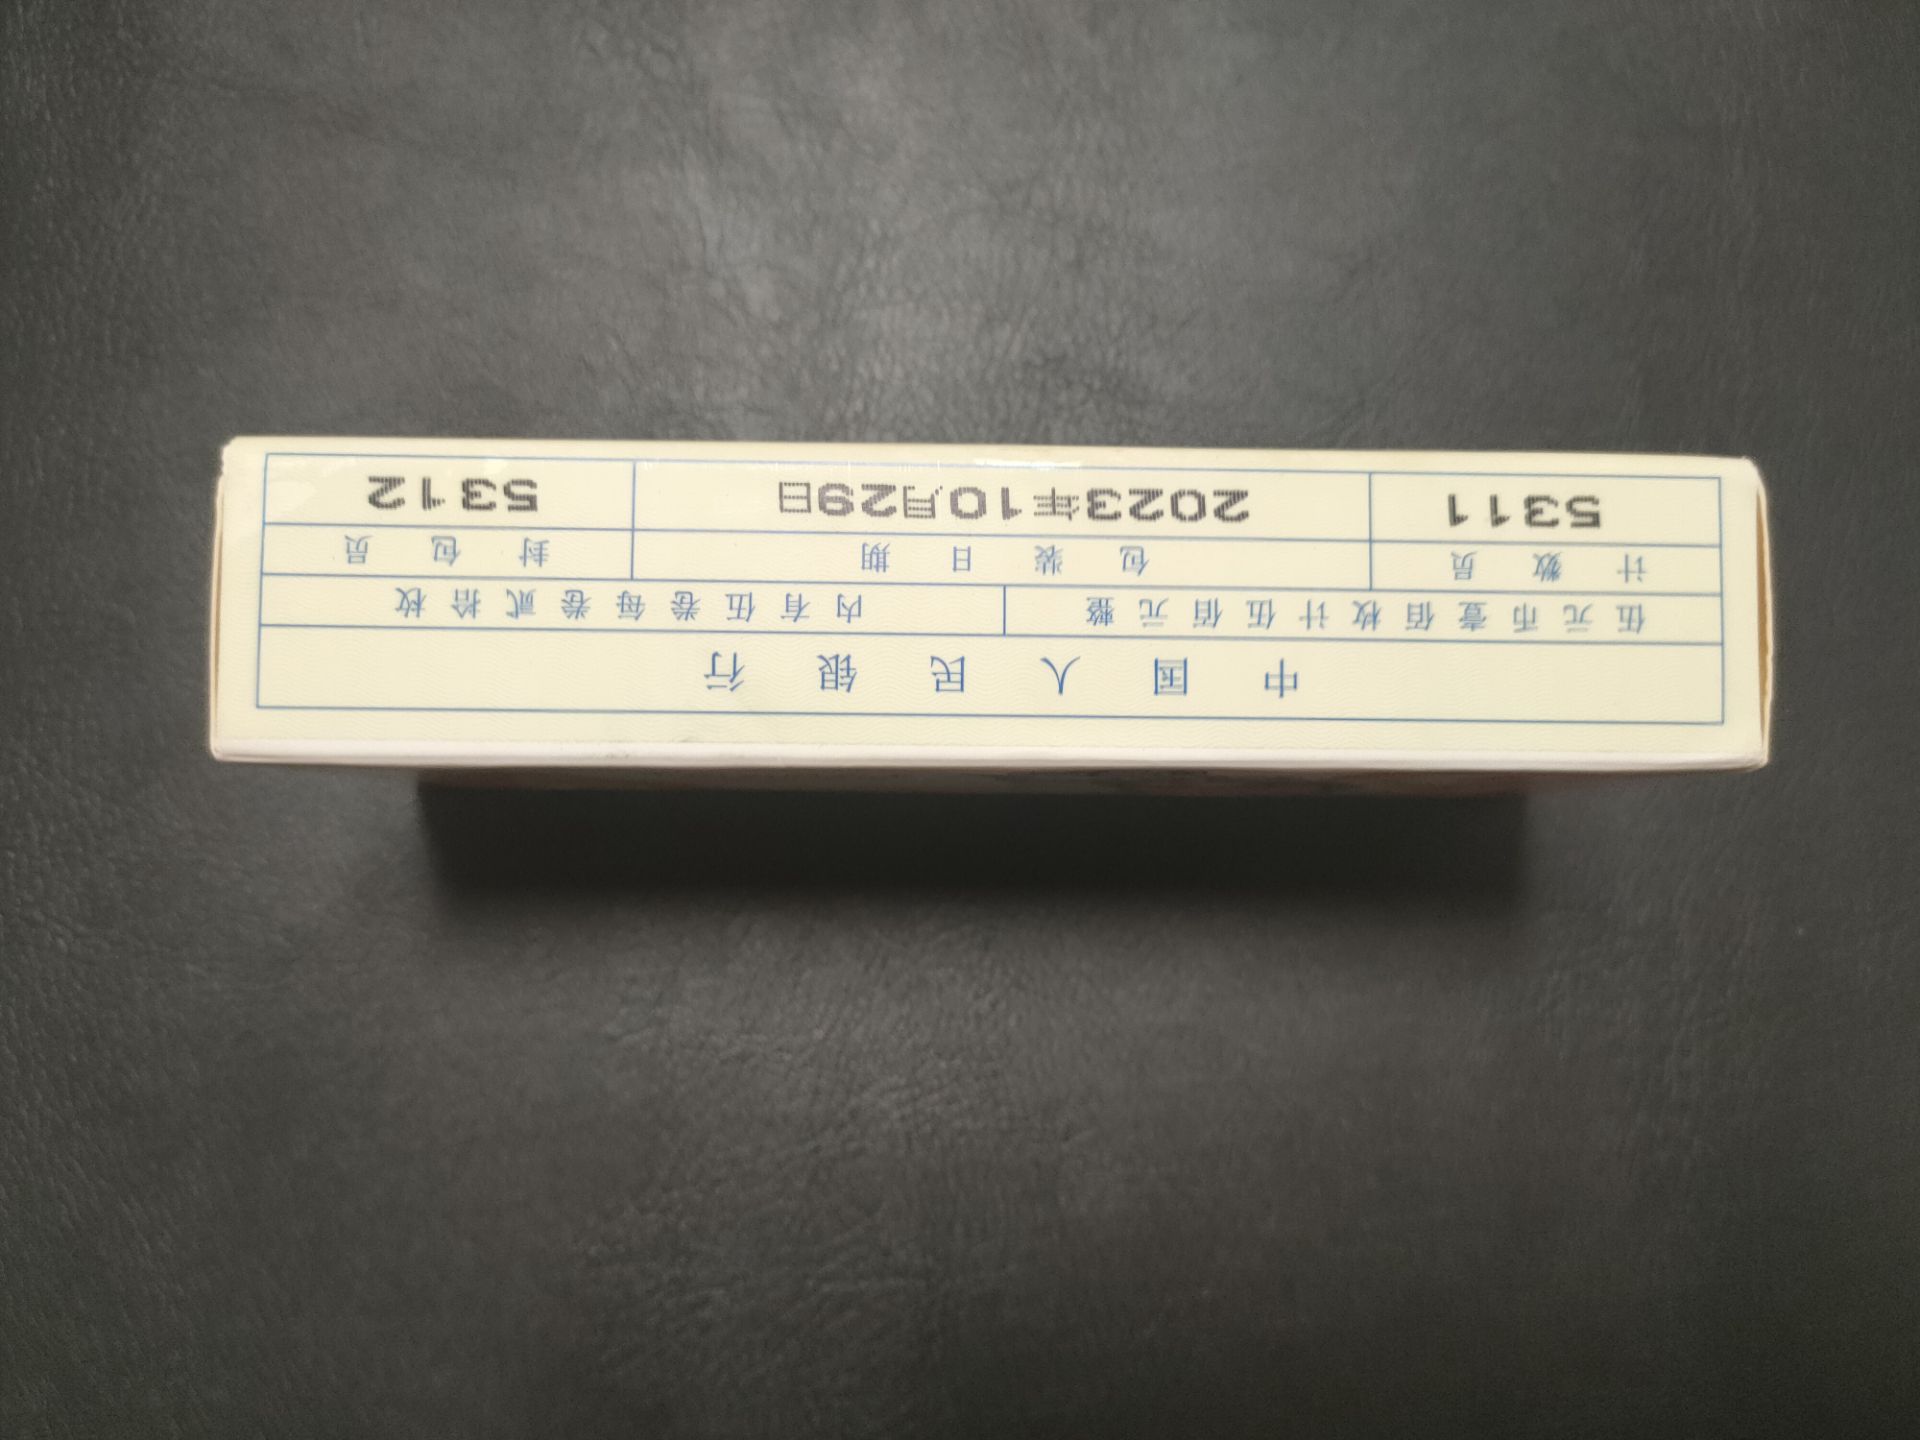 中国人民银行
伍元币壹佰枚计伍佰元整 内有伍卷每卷贰拾枚
计数员 包装日期 封包员
5311 2023年10月29日 5312